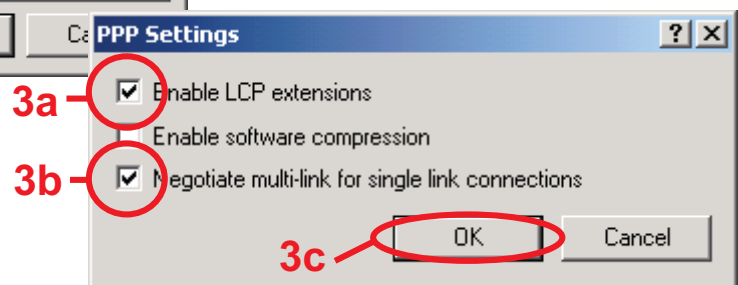 Ca
PPP Settings
3a
Enable LCP extensions
Enable software compression
3b
Negotiate multi-link for single link connections
3c
OK
Cancel